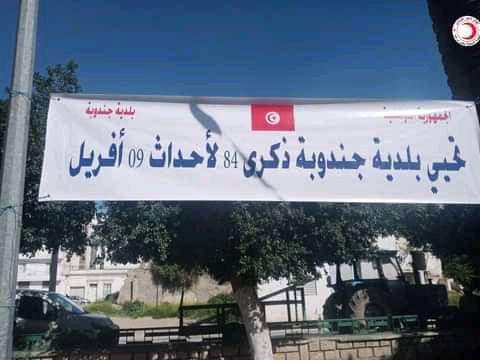 الجمهورية التونسية
بلدية جندوبة
تحيي بلدية جندوبة ذكرى 84 لأحداث 09 أفريل